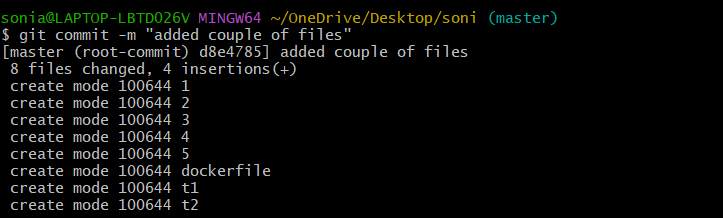 sonia@LAPTOP-LBTDO26V MINGW64 ~/OneDrive/Desktop/soni (master)
$ git commit -m "added couple of files"
[master (root-commit) d8e4785] added couple of files
 8 files changed, 4 insertions(+)
 create mode 100644 1
 create mode 100644 2
 create mode 100644 3
 create mode 100644 4
 create mode 100644 5
 create mode 100644 dockerfile
 create mode 100644 t1
 create mode 100644 t2